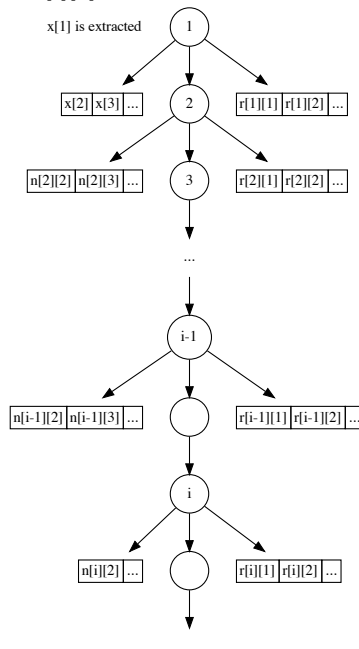 x[1] is extracted
1
x[2] x[3] ...
2
r[1][1] r[1][2] ...
n[2][2] n[2][3] ...
3
r[2][1] r[2][2] ...
...
i-1
n[i-1][2] n[i-1][3] ...
r[i-1][1] r[i-1][2] ...
i
n[i][2] ...
r[i][1] r[i][2] ...